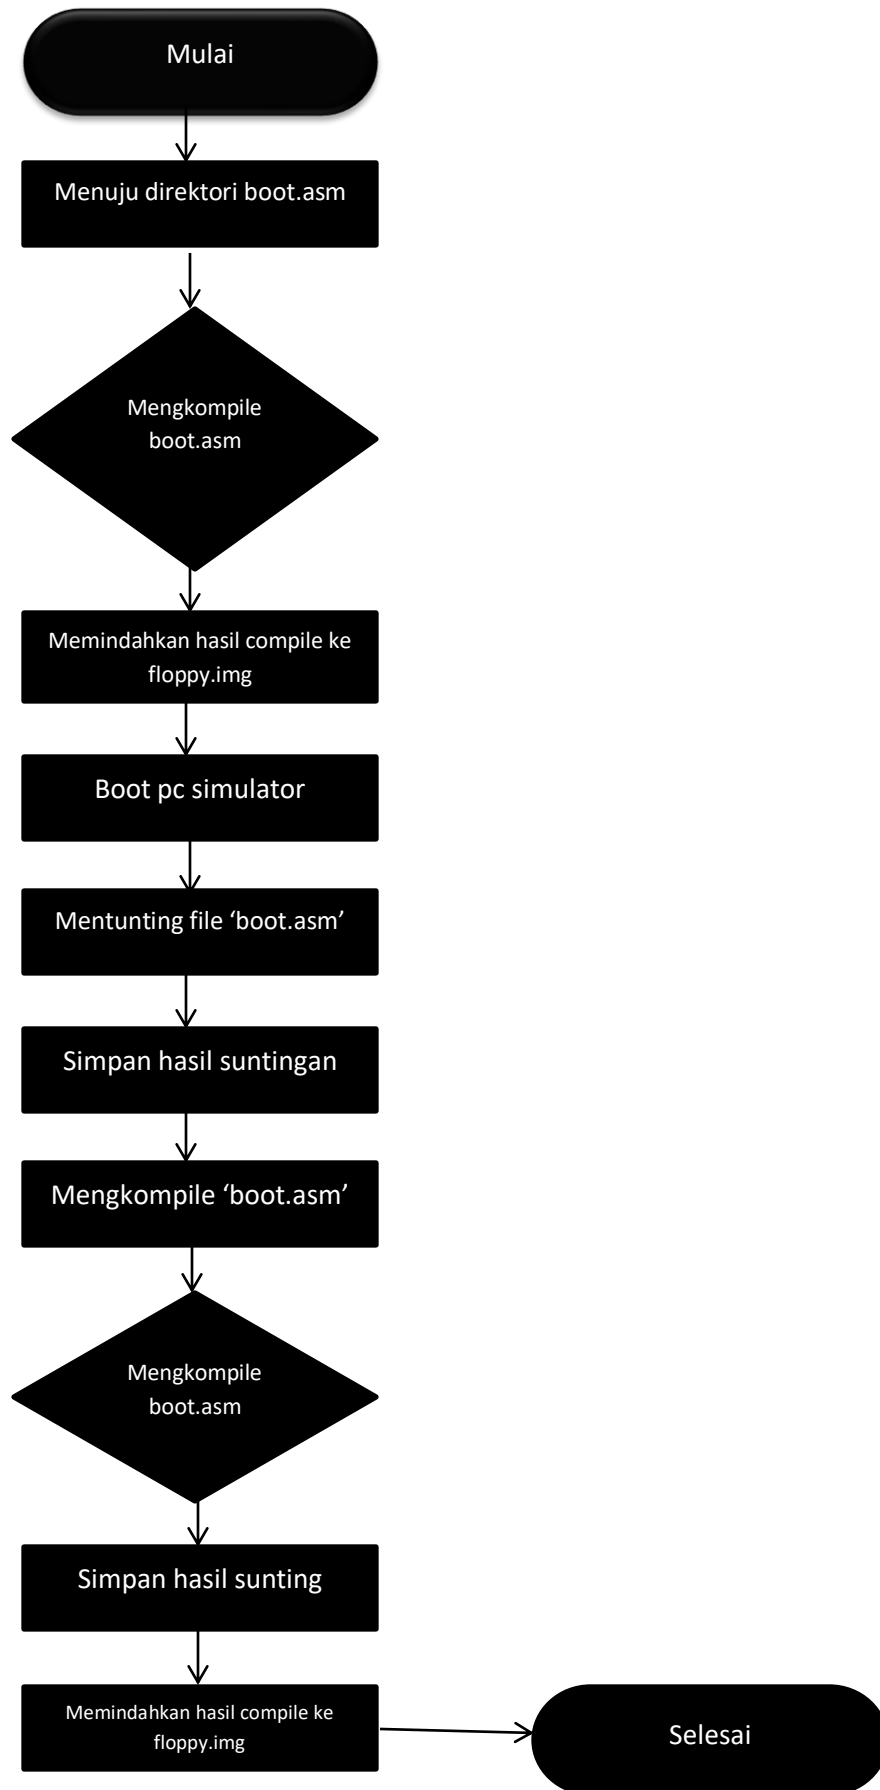 Mulai
Menuju direktori boot.asm
Mengkompile
boot.asm
Memindahkan hasil compile ke
floppy.img
Boot pc simulator
Mentunting file ‘boot.asm’
Simpan hasil suntingan
Mengkompile ‘boot.asm’
Mengkompile
boot.asm
Simpan hasil sunting
Memindahkan hasil compile ke
floppy.img
Selesai